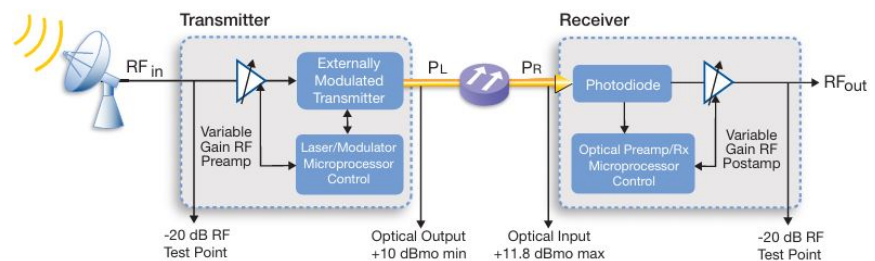 Transmitter
Receiver
RF in
Externally
Modulated
Transmitter
PL
PR
Photodiode
RFout
Variable
Gain RF
Preamp
Laser/Modulator
Microprocessor
Control
Optical Preamp/Rx
Microprocessor
Control
Variable
Gain RF
Postamp
-20 dB RF
Test Point
Optical Output
+10 dBmo min
Optical Input
+11.8 dBmo max
-20 dB RF
Test Point